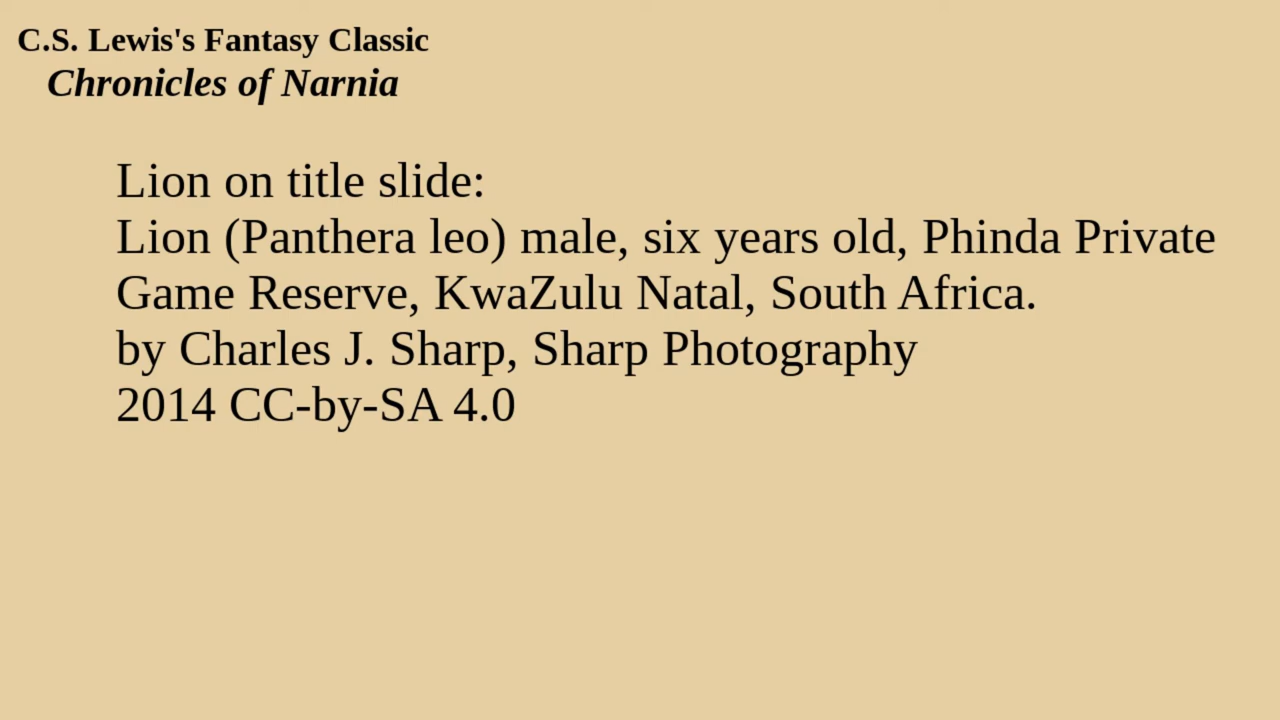 C.S. Lewis's Fantasy Classic
Chronicles of Narnia
Lion on title slide:
Lion (Panthera leo) male, six years old, Phinda Private
Game Reserve, KwaZulu Natal, South Africa.
by Charles J. Sharp, Sharp Photography
2014 CC-by-SA 4.0